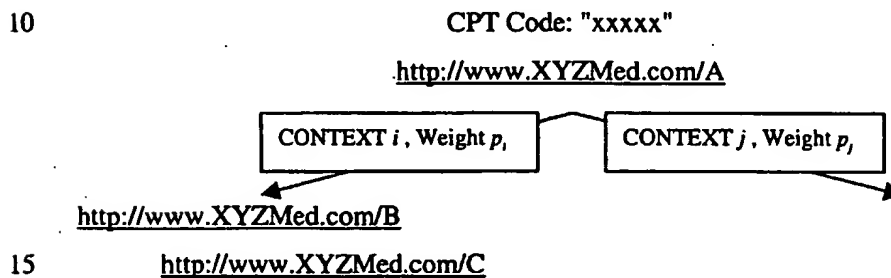 10 CPT Code: "xxxxx"
http://www.XYZMed.com/A
CONTEXT i, Weight pᵢ CONTEXT j, Weight pⱼ
http://www.XYZMed.com/B
15 http://www.XYZMed.com/C